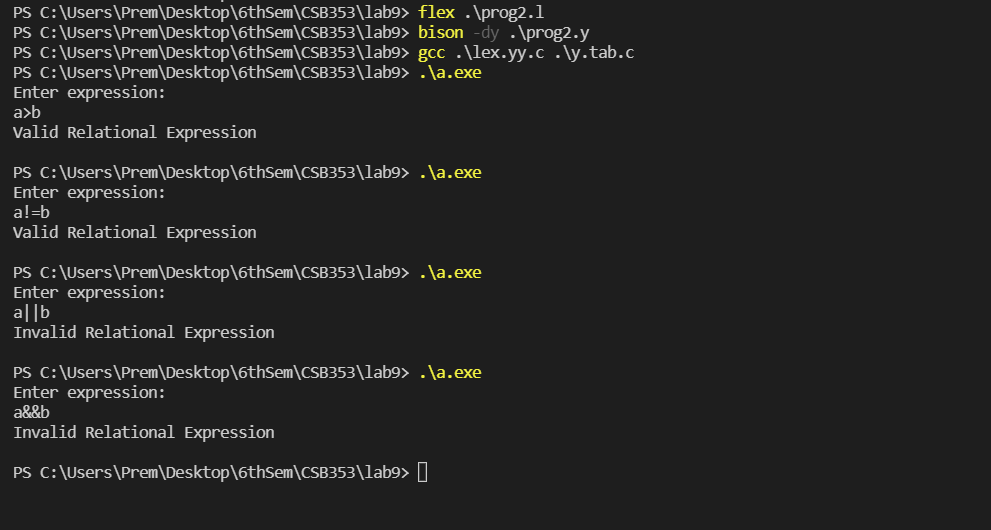 PS C:\Users\Prem\Desktop\6thSem\CSB353\lab9> flex .\prog2.l
PS C:\Users\Prem\Desktop\6thSem\CSB353\lab9> bison -dy .\prog2.y
PS C:\Users\Prem\Desktop\6thSem\CSB353\lab9> gcc .\lex.yy.c .\y.tab.c
PS C:\Users\Prem\Desktop\6thSem\CSB353\lab9> .\a.exe
Enter expression:
a>b
Valid Relational Expression
PS C:\Users\Prem\Desktop\6thSem\CSB353\lab9> .\a.exe
Enter expression:
a!=b
Valid Relational Expression
PS C:\Users\Prem\Desktop\6thSem\CSB353\lab9> .\a.exe
Enter expression:
a||b
Invalid Relational Expression
PS C:\Users\Prem\Desktop\6thSem\CSB353\lab9> .\a.exe
Enter expression:
a&&b
Invalid Relational Expression
PS C:\Users\Prem\Desktop\6thSem\CSB353\lab9>